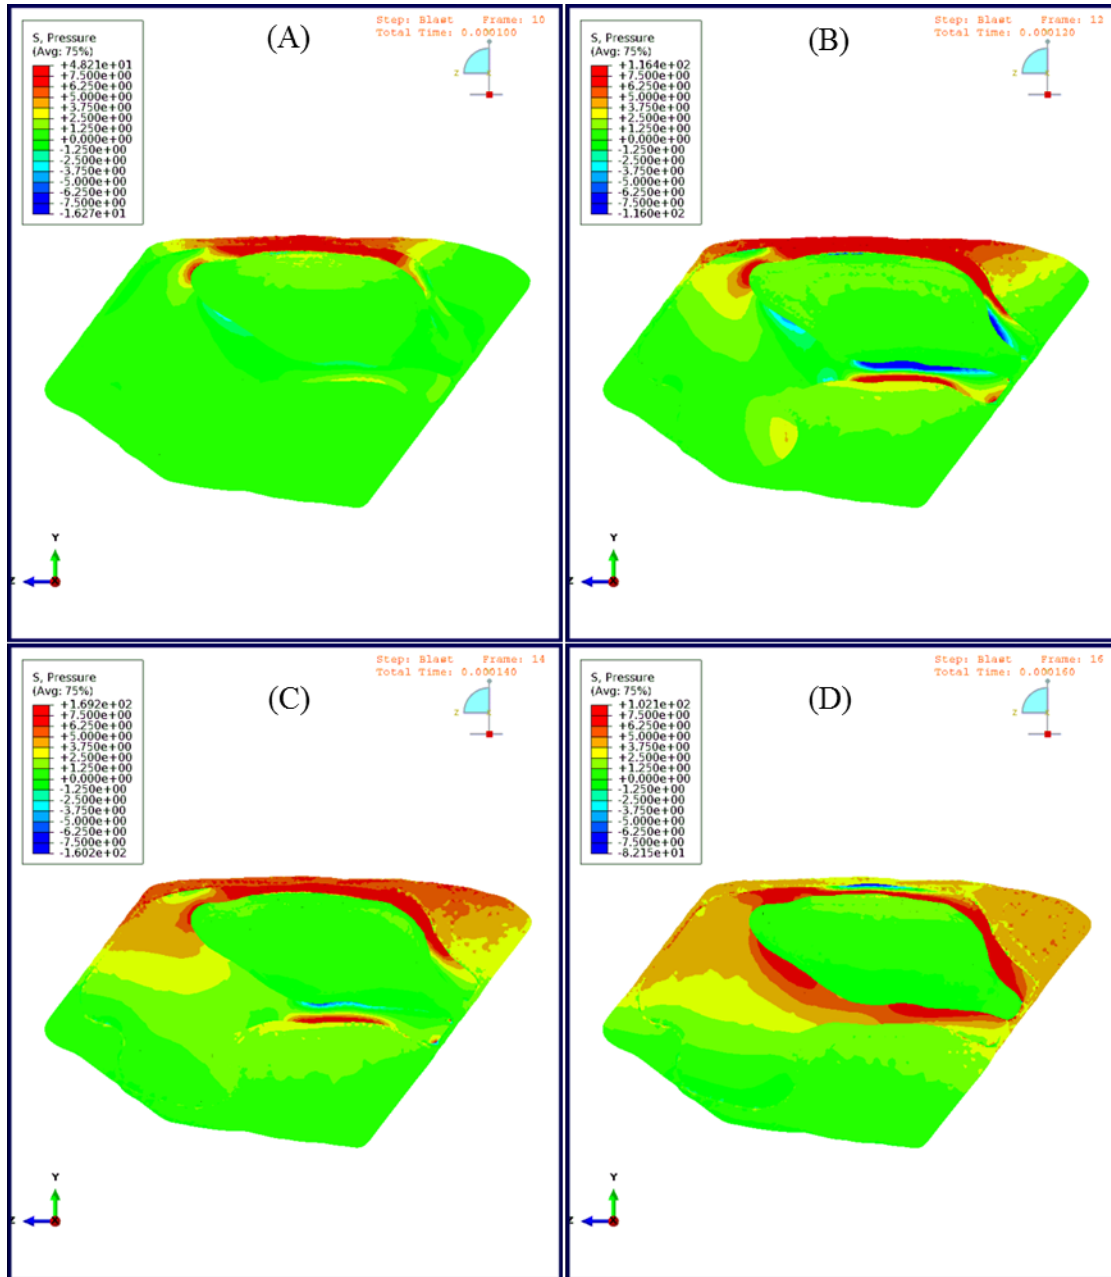 Step: Blast Frame: 10
Total Time: 0.000100
(A)
S, Pressure
(Avg: 75%)
+4.821e+01
+7.500e+00
+6.250e+00
+5.000e+00
+3.750e+00
+2.500e+00
+1.250e+00
+0.000e+00
-1.250e+00
-2.500e+00
-3.750e+00
-5.000e+00
-6.250e+00
-7.500e+00
-1.627e+01
Z
Y
Z
X
Step: Blast Frame: 12
Total Time: 0.000120
(B)
S, Pressure
(Avg: 75%)
+1.164e+02
+7.500e+00
+6.250e+00
+5.000e+00
+3.750e+00
+2.500e+00
+1.250e+00
+0.000e+00
-1.250e+00
-2.500e+00
-3.750e+00
-5.000e+00
-6.250e+00
-7.500e+00
-1.160e+02
Z
Y
Z
X
Step: Blast Frame: 14
Total Time: 0.000140
(C)
S, Pressure
(Avg: 75%)
+1.692e+02
+7.500e+00
+6.250e+00
+5.000e+00
+3.750e+00
+2.500e+00
+1.250e+00
+0.000e+00
-1.250e+00
-2.500e+00
-3.750e+00
-5.000e+00
-6.250e+00
-7.500e+00
-1.602e+02
Z
Y
Z
X
Step: Blast Frame: 16
Total Time: 0.000160
(D)
S, Pressure
(Avg: 75%)
+1.021e+02
+7.500e+00
+6.250e+00
+5.000e+00
+3.750e+00
+2.500e+00
+1.250e+00
+0.000e+00
-1.250e+00
-2.500e+00
-3.750e+00
-5.000e+00
-6.250e+00
-7.500e+00
-8.215e+01
Z
Y
Z
X